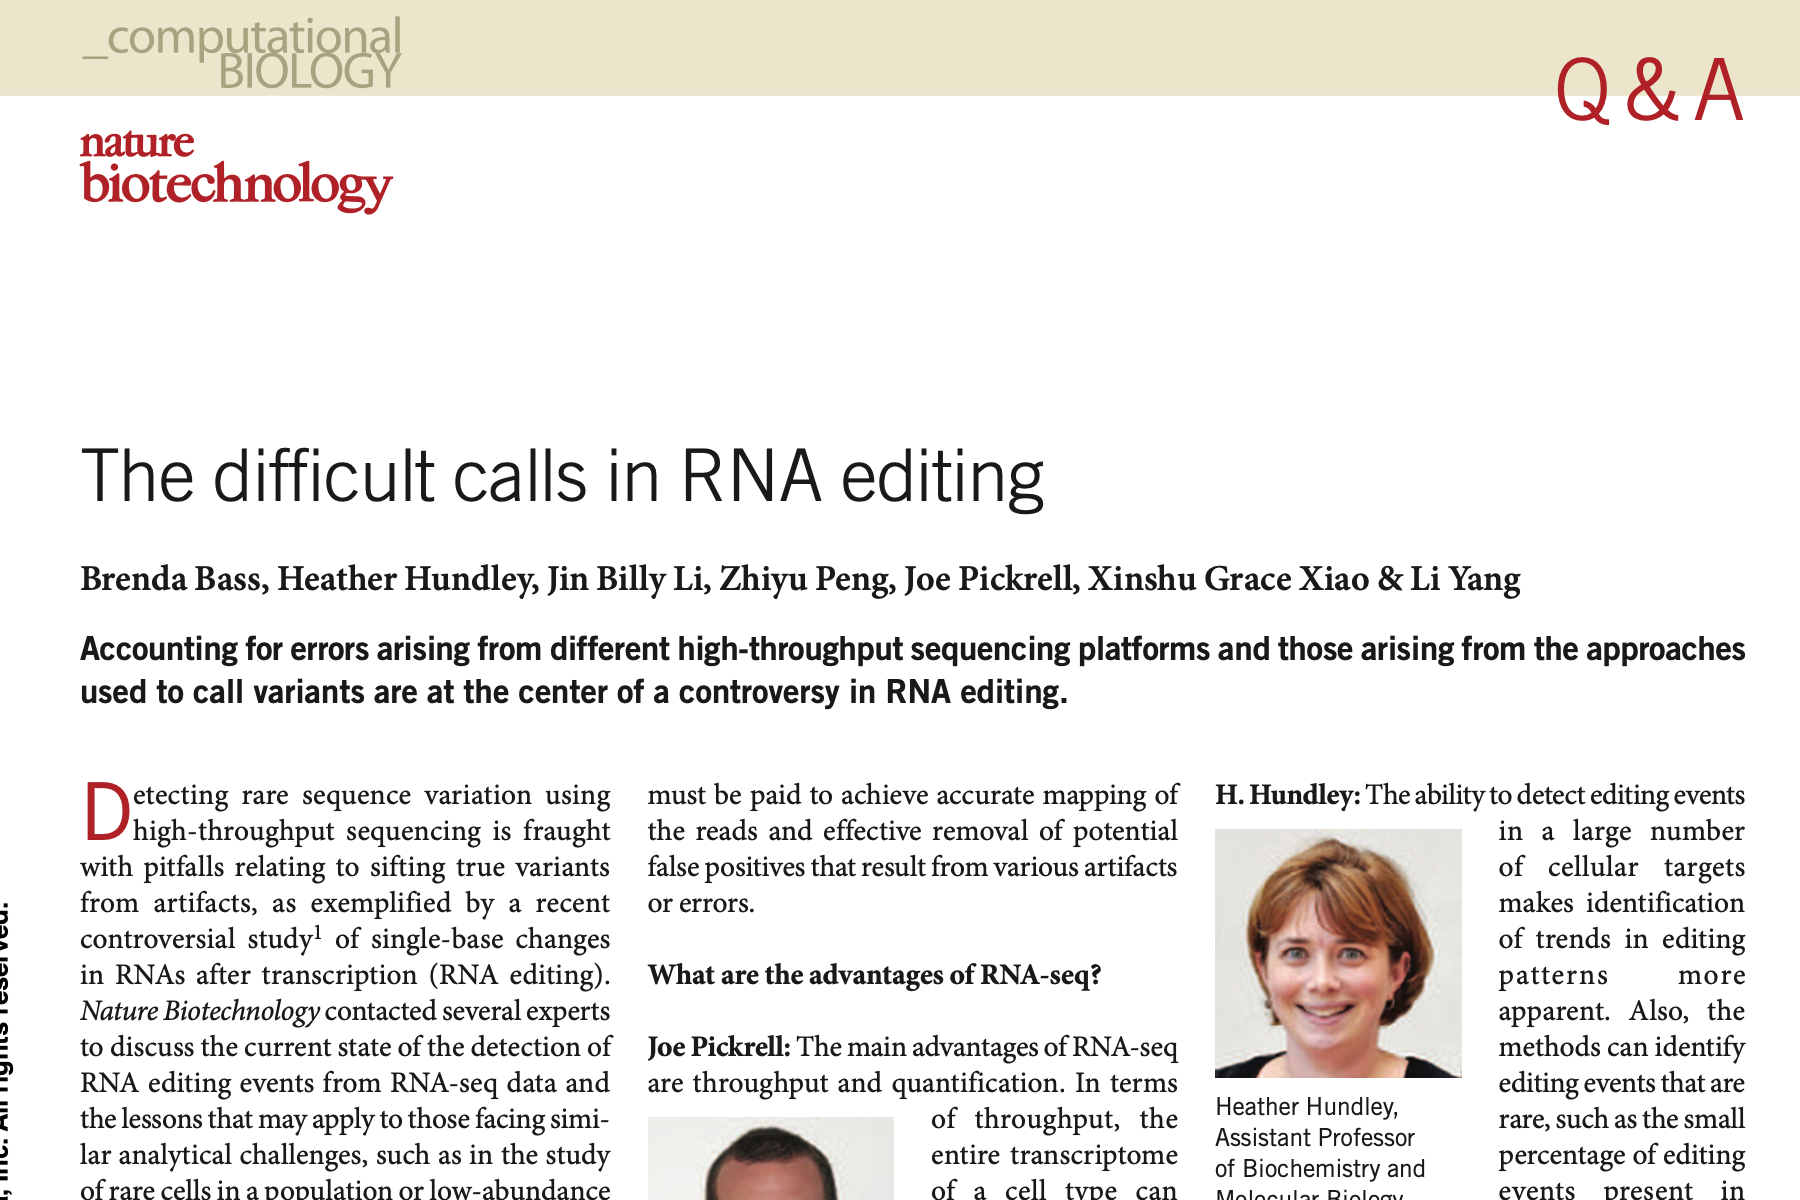 _computational
BIOLOGY
Q & A
nature
biotechnology
The difficult calls in RNA editing
Brenda Bass, Heather Hundley, Jin Billy Li, Zhiyu Peng, Joe Pickrell, Xinshu Grace Xiao & Li Yang
Accounting for errors arising from different high-throughput sequencing platforms and those arising from the approaches
used to call variants are at the center of a controversy in RNA editing.
Detecting rare sequence variation using
high-throughput sequencing is fraught
with pitfalls relating to sifting true variants
from artifacts, as exemplified by a recent
controversial study1 of single-base changes
in RNAs after transcription (RNA editing).
Nature Biotechnology contacted several experts
to discuss the current state of the detection of
RNA editing events from RNA-seq data and
the lessons that may apply to those facing simi-
lar analytical challenges, such as in the study
of rare cells in a population or low-abundance
must be paid to achieve accurate mapping of
the reads and effective removal of potential
false positives that result from various artifacts
or errors.
What are the advantages of RNA-seq?
Joe Pickrell: The main advantages of RNA-seq
are throughput and quantification. In terms
of throughput, the
entire transcriptome
of a cell type can
H. Hundley: The ability to detect editing events
in a large number
of cellular targets
makes identification
of trends in editing
patterns more
apparent. Also, the
methods can identify
editing events that are
rare, such as the small
percentage of editing
events present in
Heather Hundley,
Assistant Professor
of Biochemistry and
Molecular Biology,
Inc. All rights reserved.